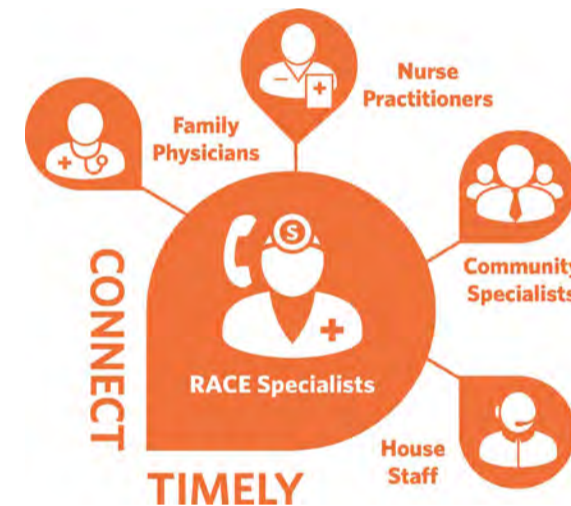 Nurse
Practitioners
Family
Physicians
Community
Specialists
S
RACE Specialists
House
Staff
CONNECT
TIMELY